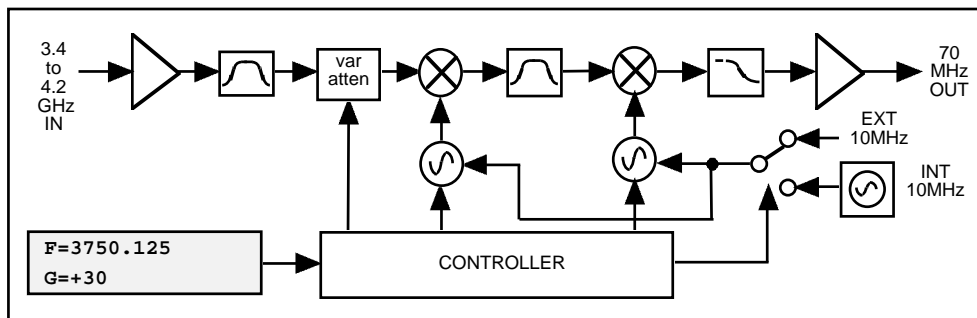 3.4
to
4.2
GHz
IN
var
atten
70
MHz
OUT
EXT
10MHz
INT
10MHz
F=3750.125
G=+30
CONTROLLER